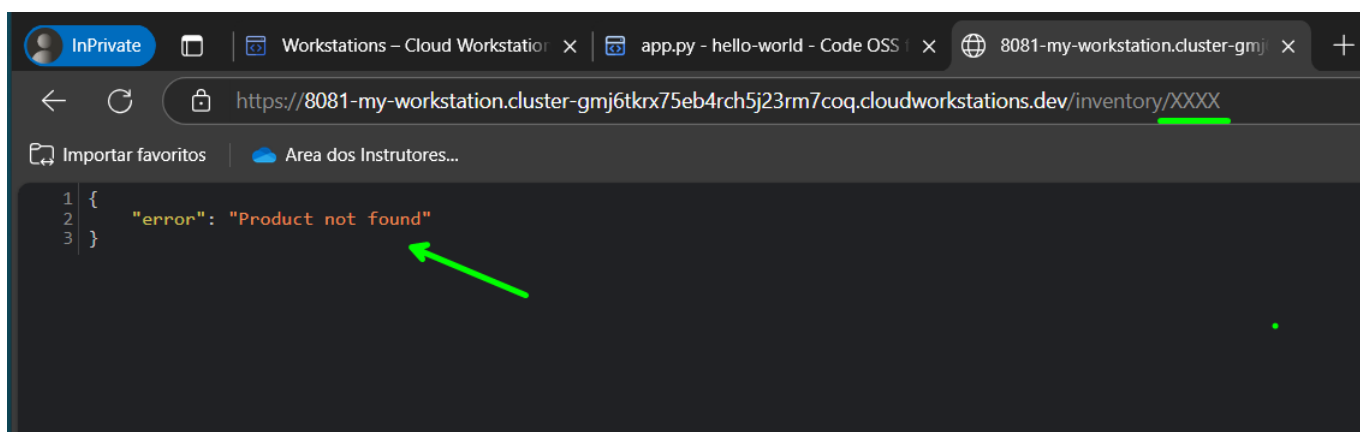 InPrivate
Workstations – Cloud Workstation
app.py - hello-world - Code OSS
8081-my-workstation.cluster-gmj
https://8081-my-workstation.cluster-gmj6tkrx75eb4rch5j23rm7coq.cloudworkstations.dev/inventory/XXXX
Importar favoritos
Area dos Instrutores...
1 {
2 "error": "Product not found"
3 }